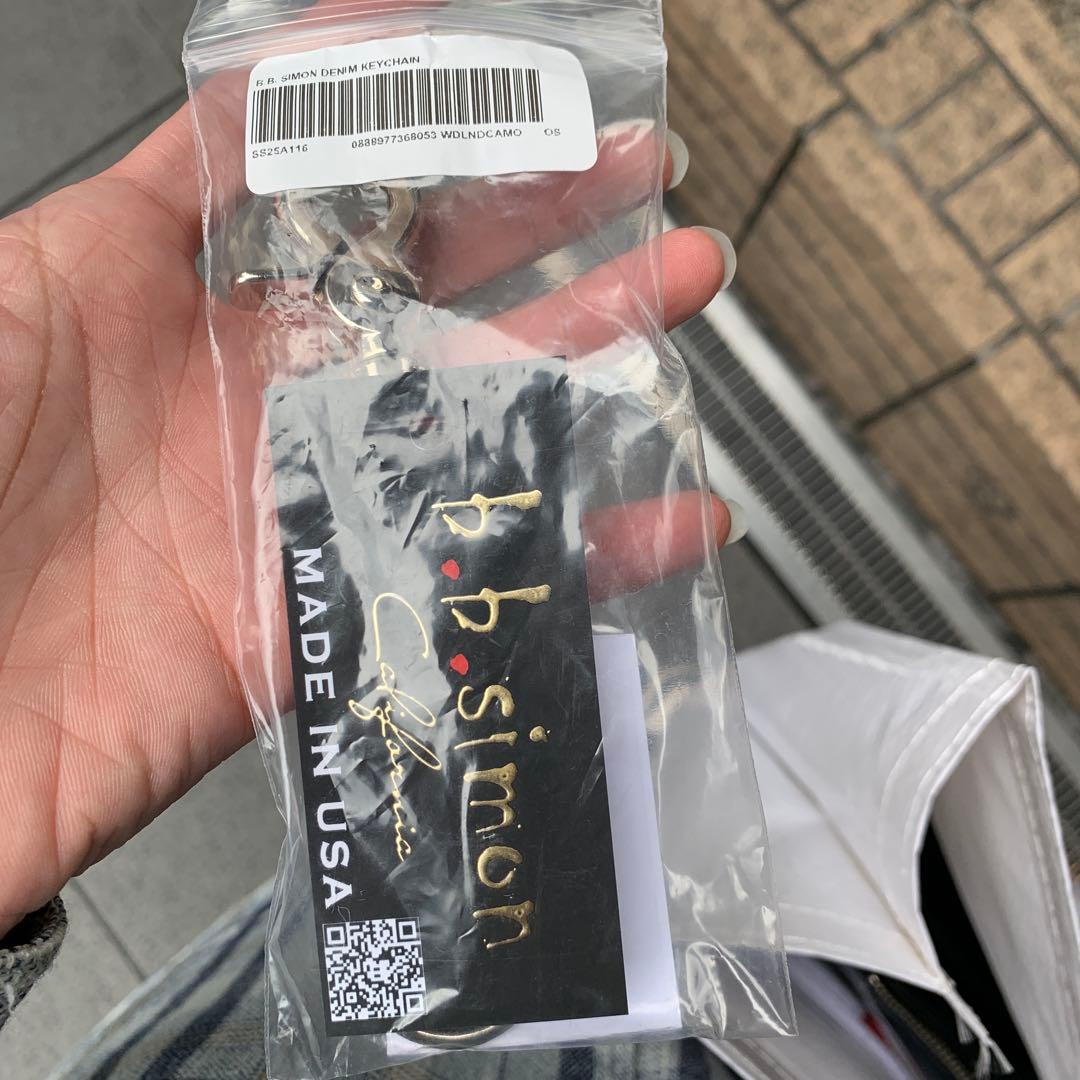 B.B. SIMON DENIM KEYCHAIN
SS25A116 0888977368053 WDLNDCAMO OS
b.b.simon
California
MADE IN USA